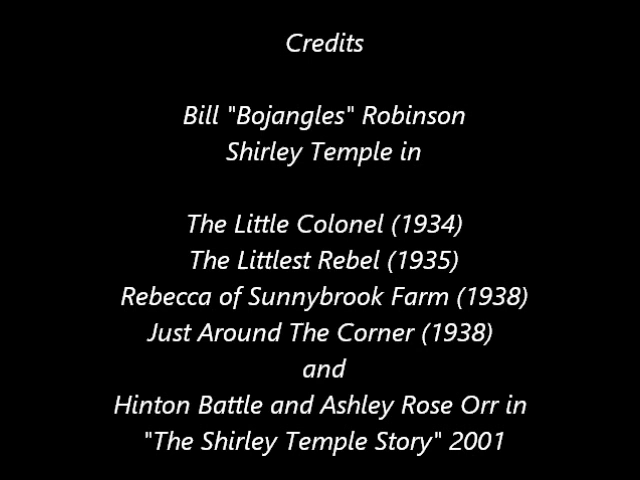 Credits
Bill "Bojangles" Robinson
Shirley Temple in
The Little Colonel (1934)
The Littlest Rebel (1935)
Rebecca of Sunnybrook Farm (1938)
Just Around The Corner (1938)
and
Hinton Battle and Ashley Rose Orr in
"The Shirley Temple Story" 2001